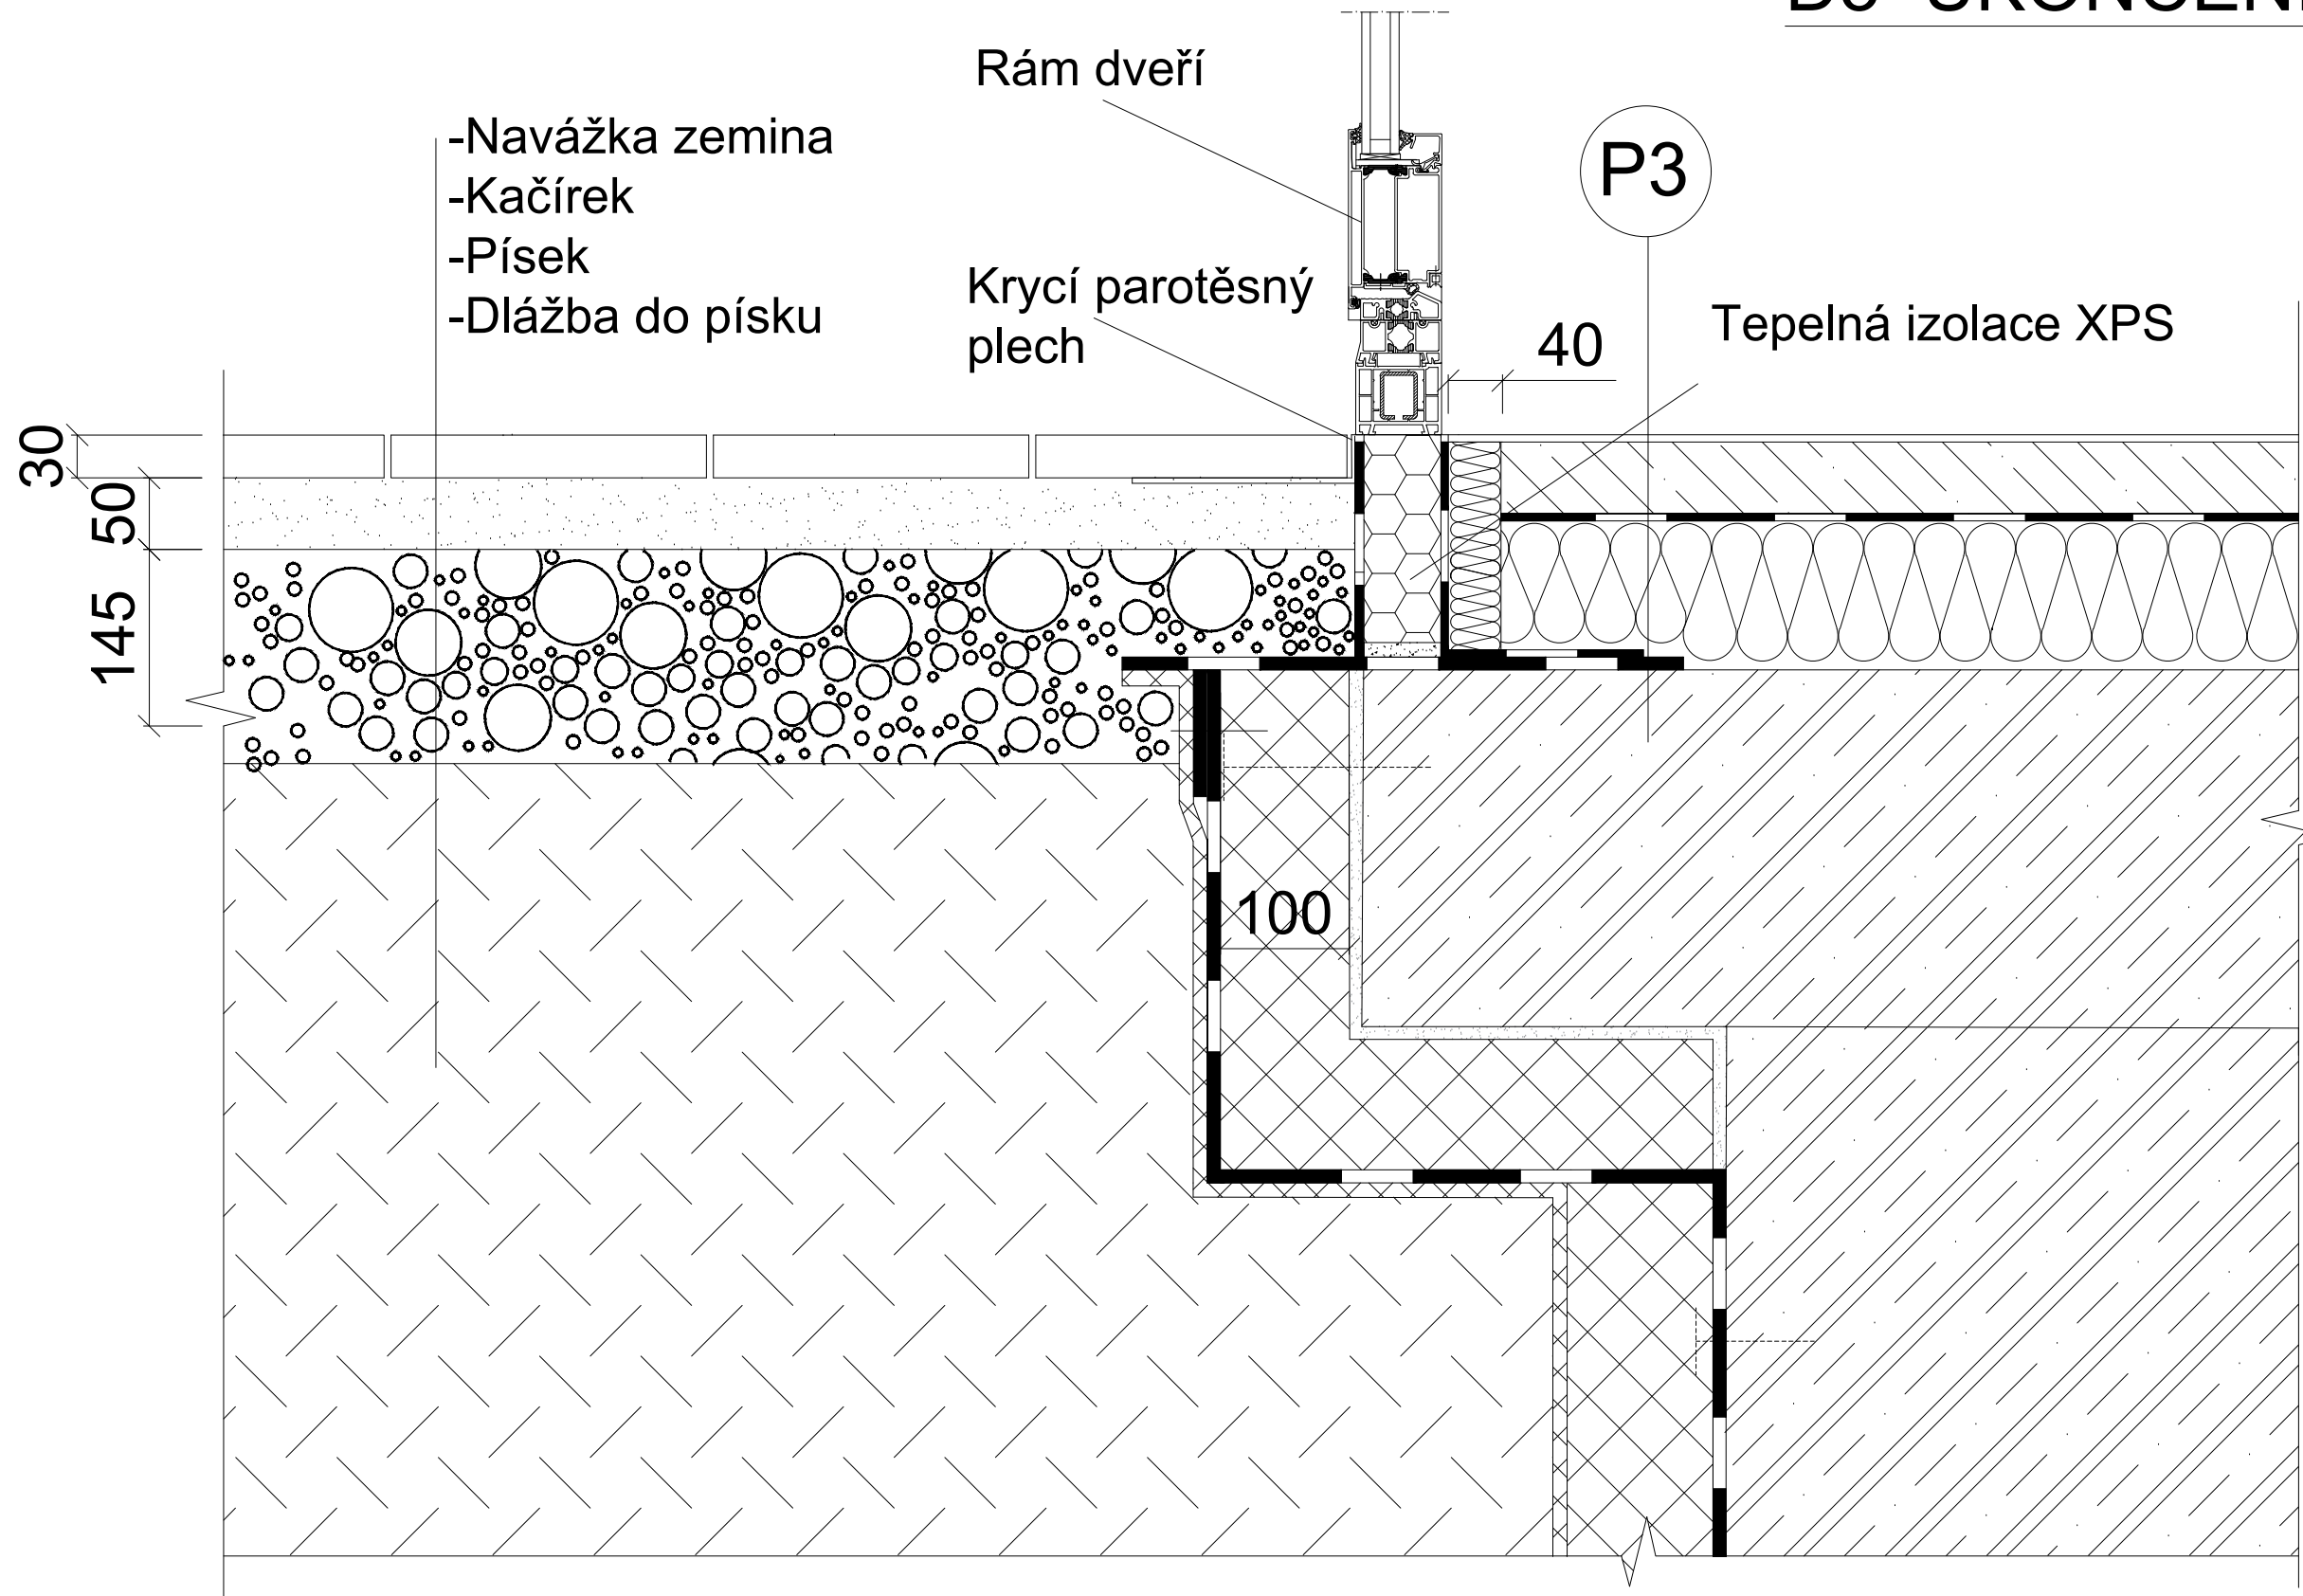 Rám dveří
-Navážka zemina
-Kačírek
-Písek
-Dlážba do písku
P3
Krycí parotěsný
plech
Tepelná izolace XPS
40
30
50
145
100